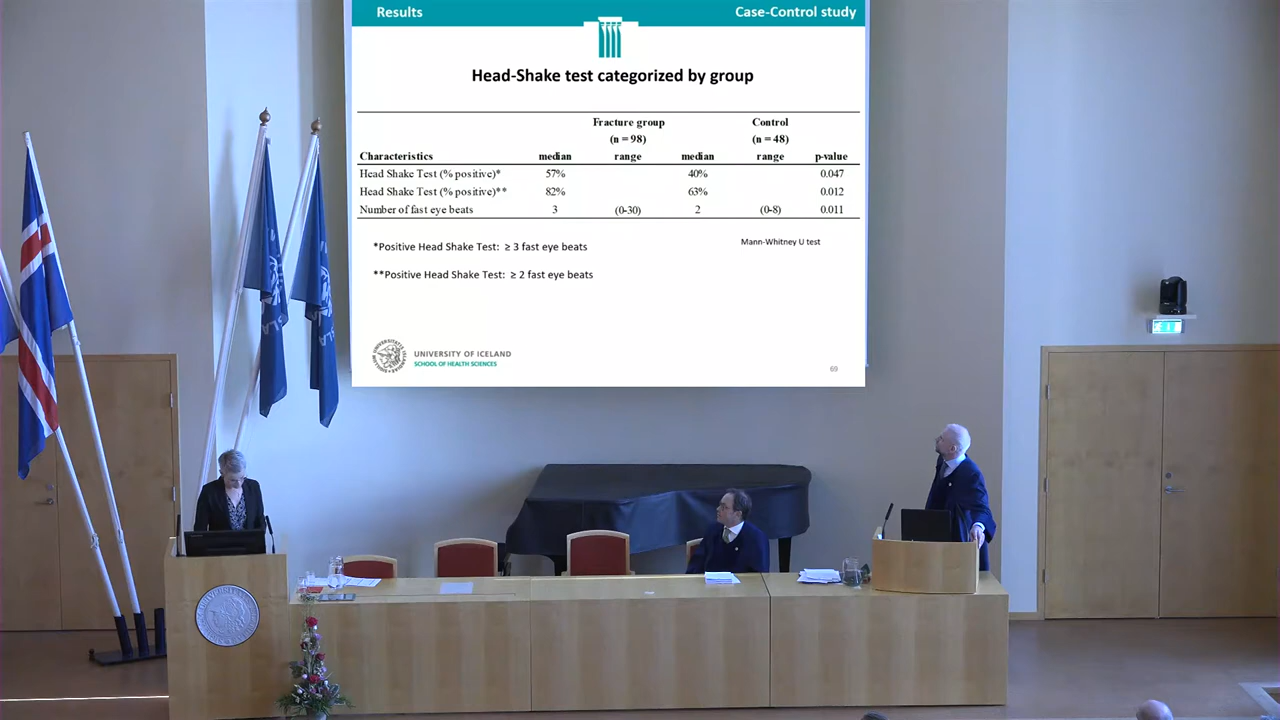 Results
Case-Control study
Head-Shake test categorized by group
Fracture group Control
(n = 98) (n = 48)
Characteristics median range median range p-value
Head Shake Test (% positive)* 57% 40% 0.047
Head Shake Test (% positive)** 82% 63% 0.012
Number of fast eye beats 3 (0-30) 2 (0-8) 0.011
*Positive Head Shake Test: ≥ 3 fast eye beats
Mann-Whitney U test
**Positive Head Shake Test: ≥ 2 fast eye beats
UNIVERSITY OF ICELAND
SCHOOL OF HEALTH SCIENCES
69